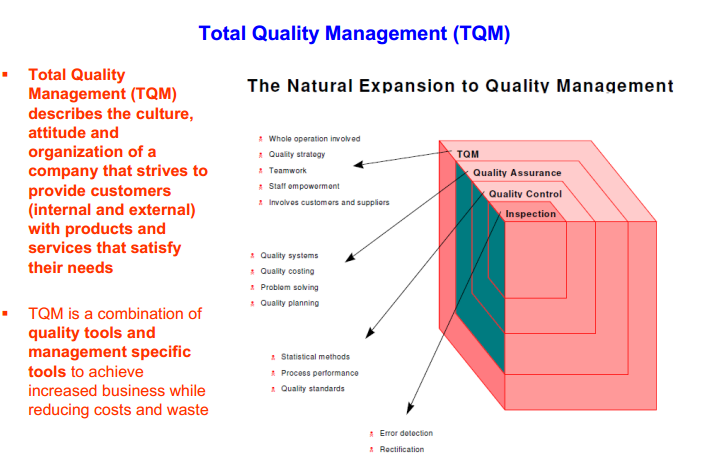 Total Quality Management (TQM)
Total Quality
Management (TQM)
describes the culture,
attitude and
organization of a
company that strives to
provide customers
(internal and external)
with products and
services that satisfy
their needs
TQM is a combination of
quality tools and
management specific
tools to achieve
increased business while
reducing costs and waste
The Natural Expansion to Quality Management
Whole operation involved
Quality strategy
Teamwork
Staff empowerment
Involves customers and suppliers
Quality systems
Quality costing
Problem solving
Quality planning
Statistical methods
Process performance
Quality standards
Error detection
Rectification
TQM
Quality Assurance
Quality Control
Inspection